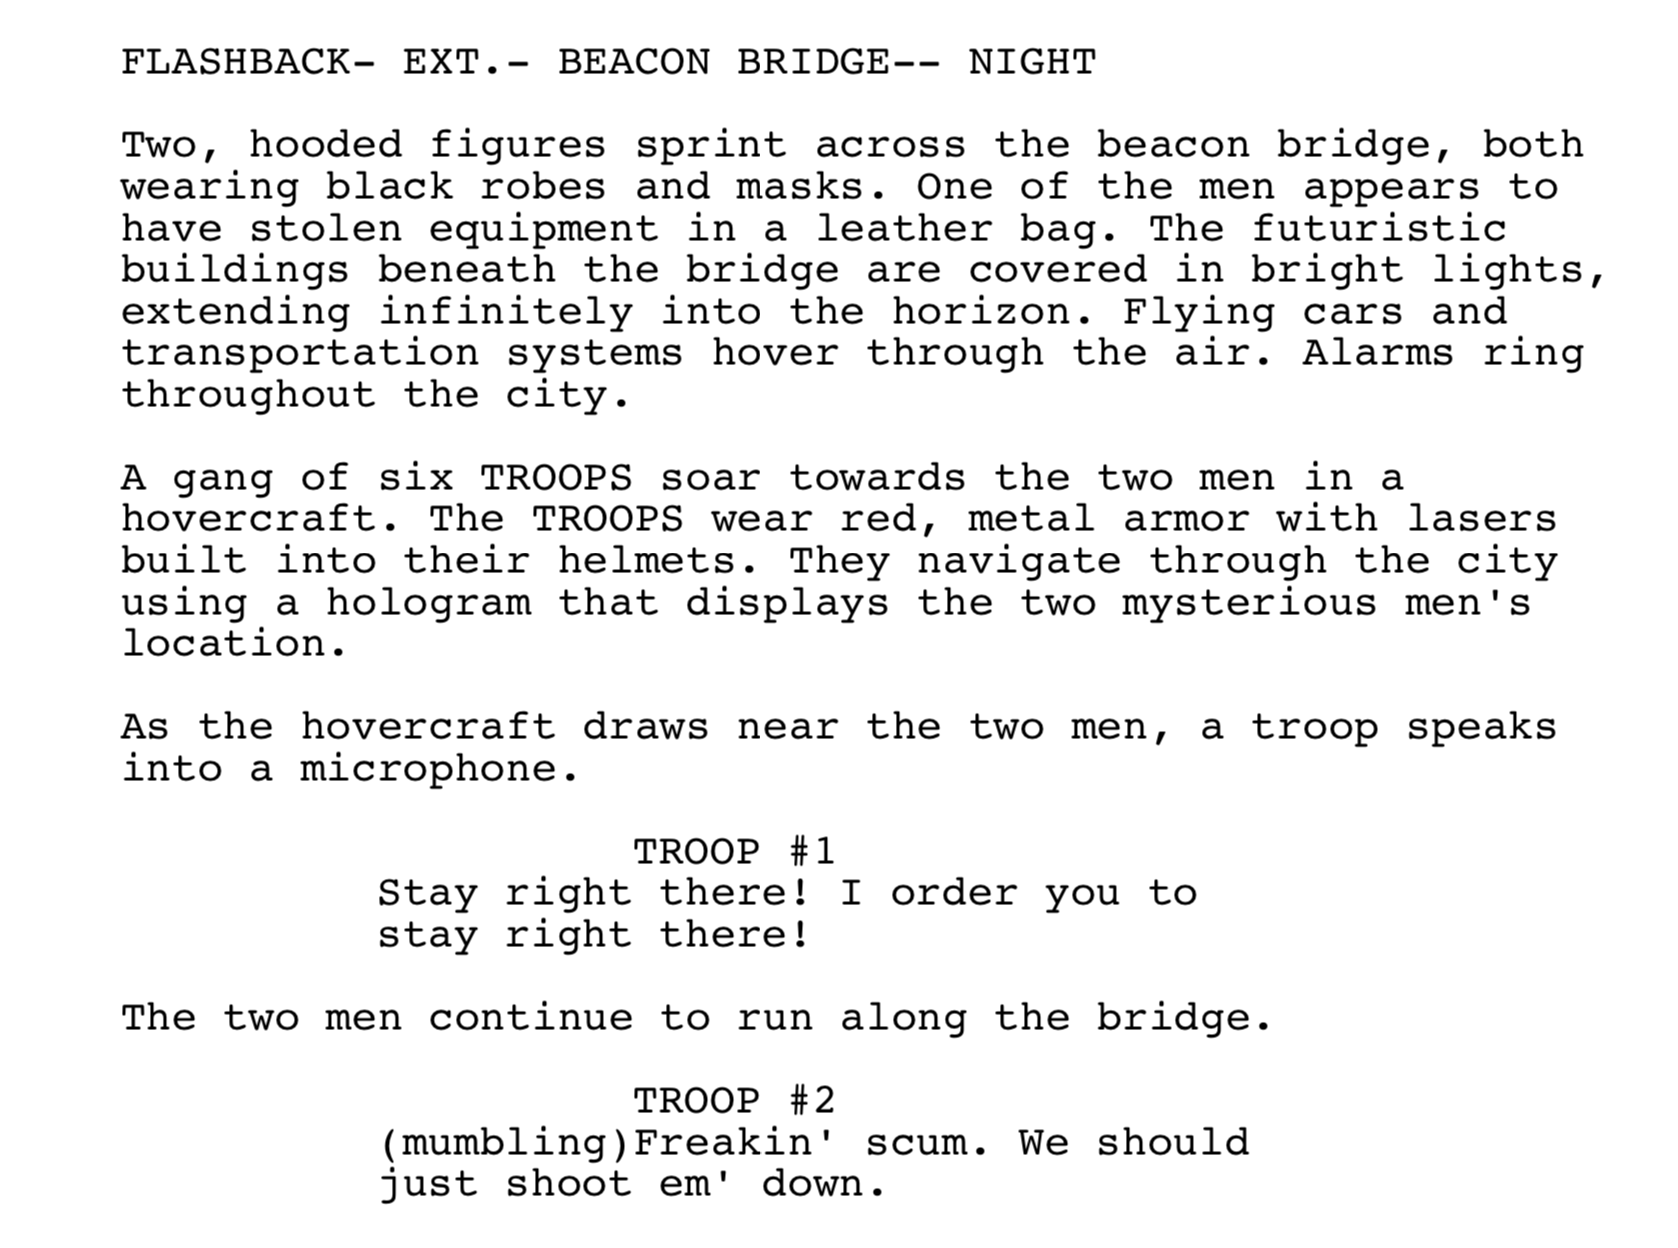 FLASHBACK- EXT.- BEACON BRIDGE-- NIGHT
Two, hooded figures sprint across the beacon bridge, both
wearing black robes and masks. One of the men appears to
have stolen equipment in a leather bag. The futuristic
buildings beneath the bridge are covered in bright lights,
extending infinitely into the horizon. Flying cars and
transportation systems hover through the air. Alarms ring
throughout the city.
A gang of six TROOPS soar towards the two men in a
hovercraft. The TROOPS wear red, metal armor with lasers
built into their helmets. They navigate through the city
using a hologram that displays the two mysterious men's
location.
As the hovercraft draws near the two men, a troop speaks
into a microphone.
TROOP #1
Stay right there! I order you to
stay right there!
The two men continue to run along the bridge.
TROOP #2
(mumbling)Freakin' scum. We should
just shoot em' down.